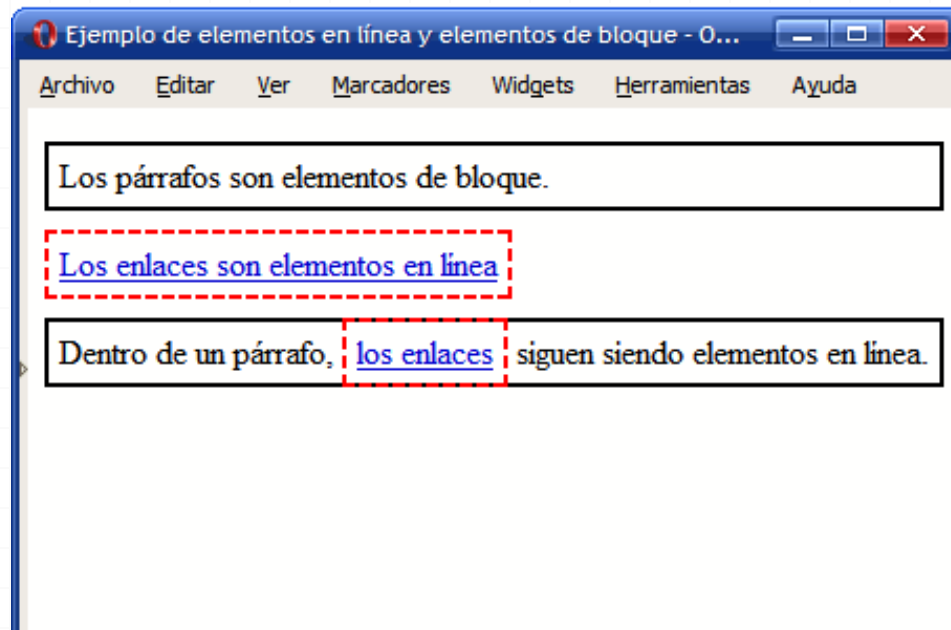 Ejemplo de elementos en línea y elementos de bloque - O...
Archivo Editar Ver Marcadores Widgets Herramientas Ayuda
Los párrafos son elementos de bloque.
Los enlaces son elementos en línea
Dentro de un párrafo, los enlaces siguen siendo elementos en línea.